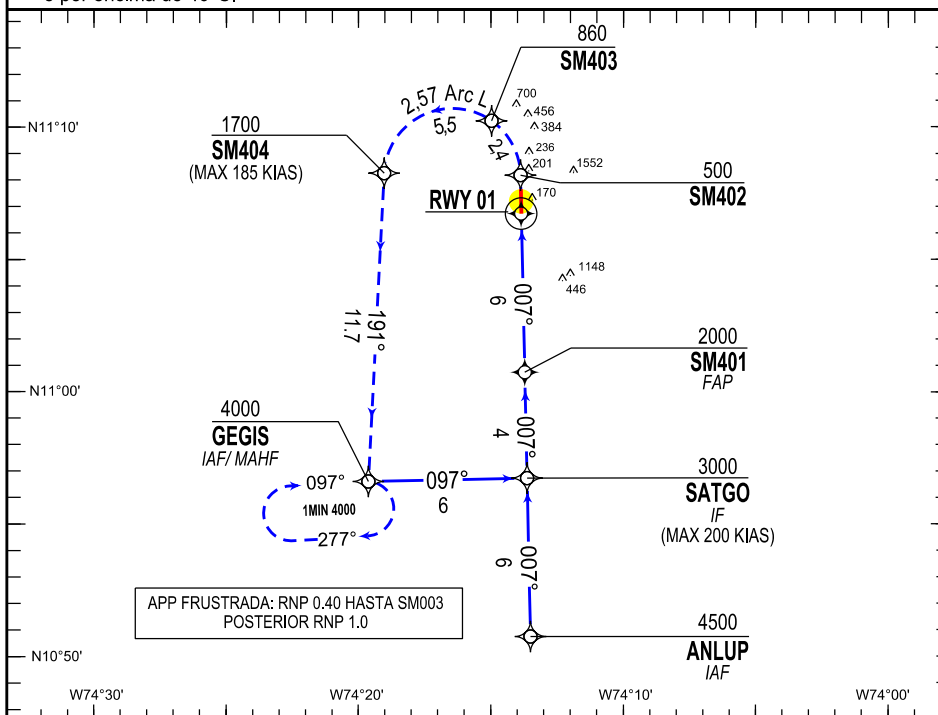 860
SM403
2,57 Arc L
5,5
2,4
700
456
384
236
201
1552
170
N11°10'
1700
SM404
(MAX 185 KIAS)
500
SM402
RWY 01
1148
446
007°
6
191°
11.7
2000
SM401
FAP
N11°00'
4000
GEGIS
IAF/ MAHF
007°
4
097°
1MIN 4000
277°
097°
6
3000
SATGO
IF
(MAX 200 KIAS)
007°
6
APP FRUSTRADA: RNP 0.40 HASTA SM003
POSTERIOR RNP 1.0
4500
ANLUP
IAF
N10°50'
W74°30'
W74°20'
W74°10'
W74°00'